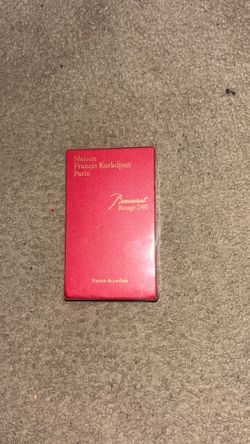 Maison
Francis Kurkdjian
Paris
Baccarat
Rouge 540
Extrait de parfum